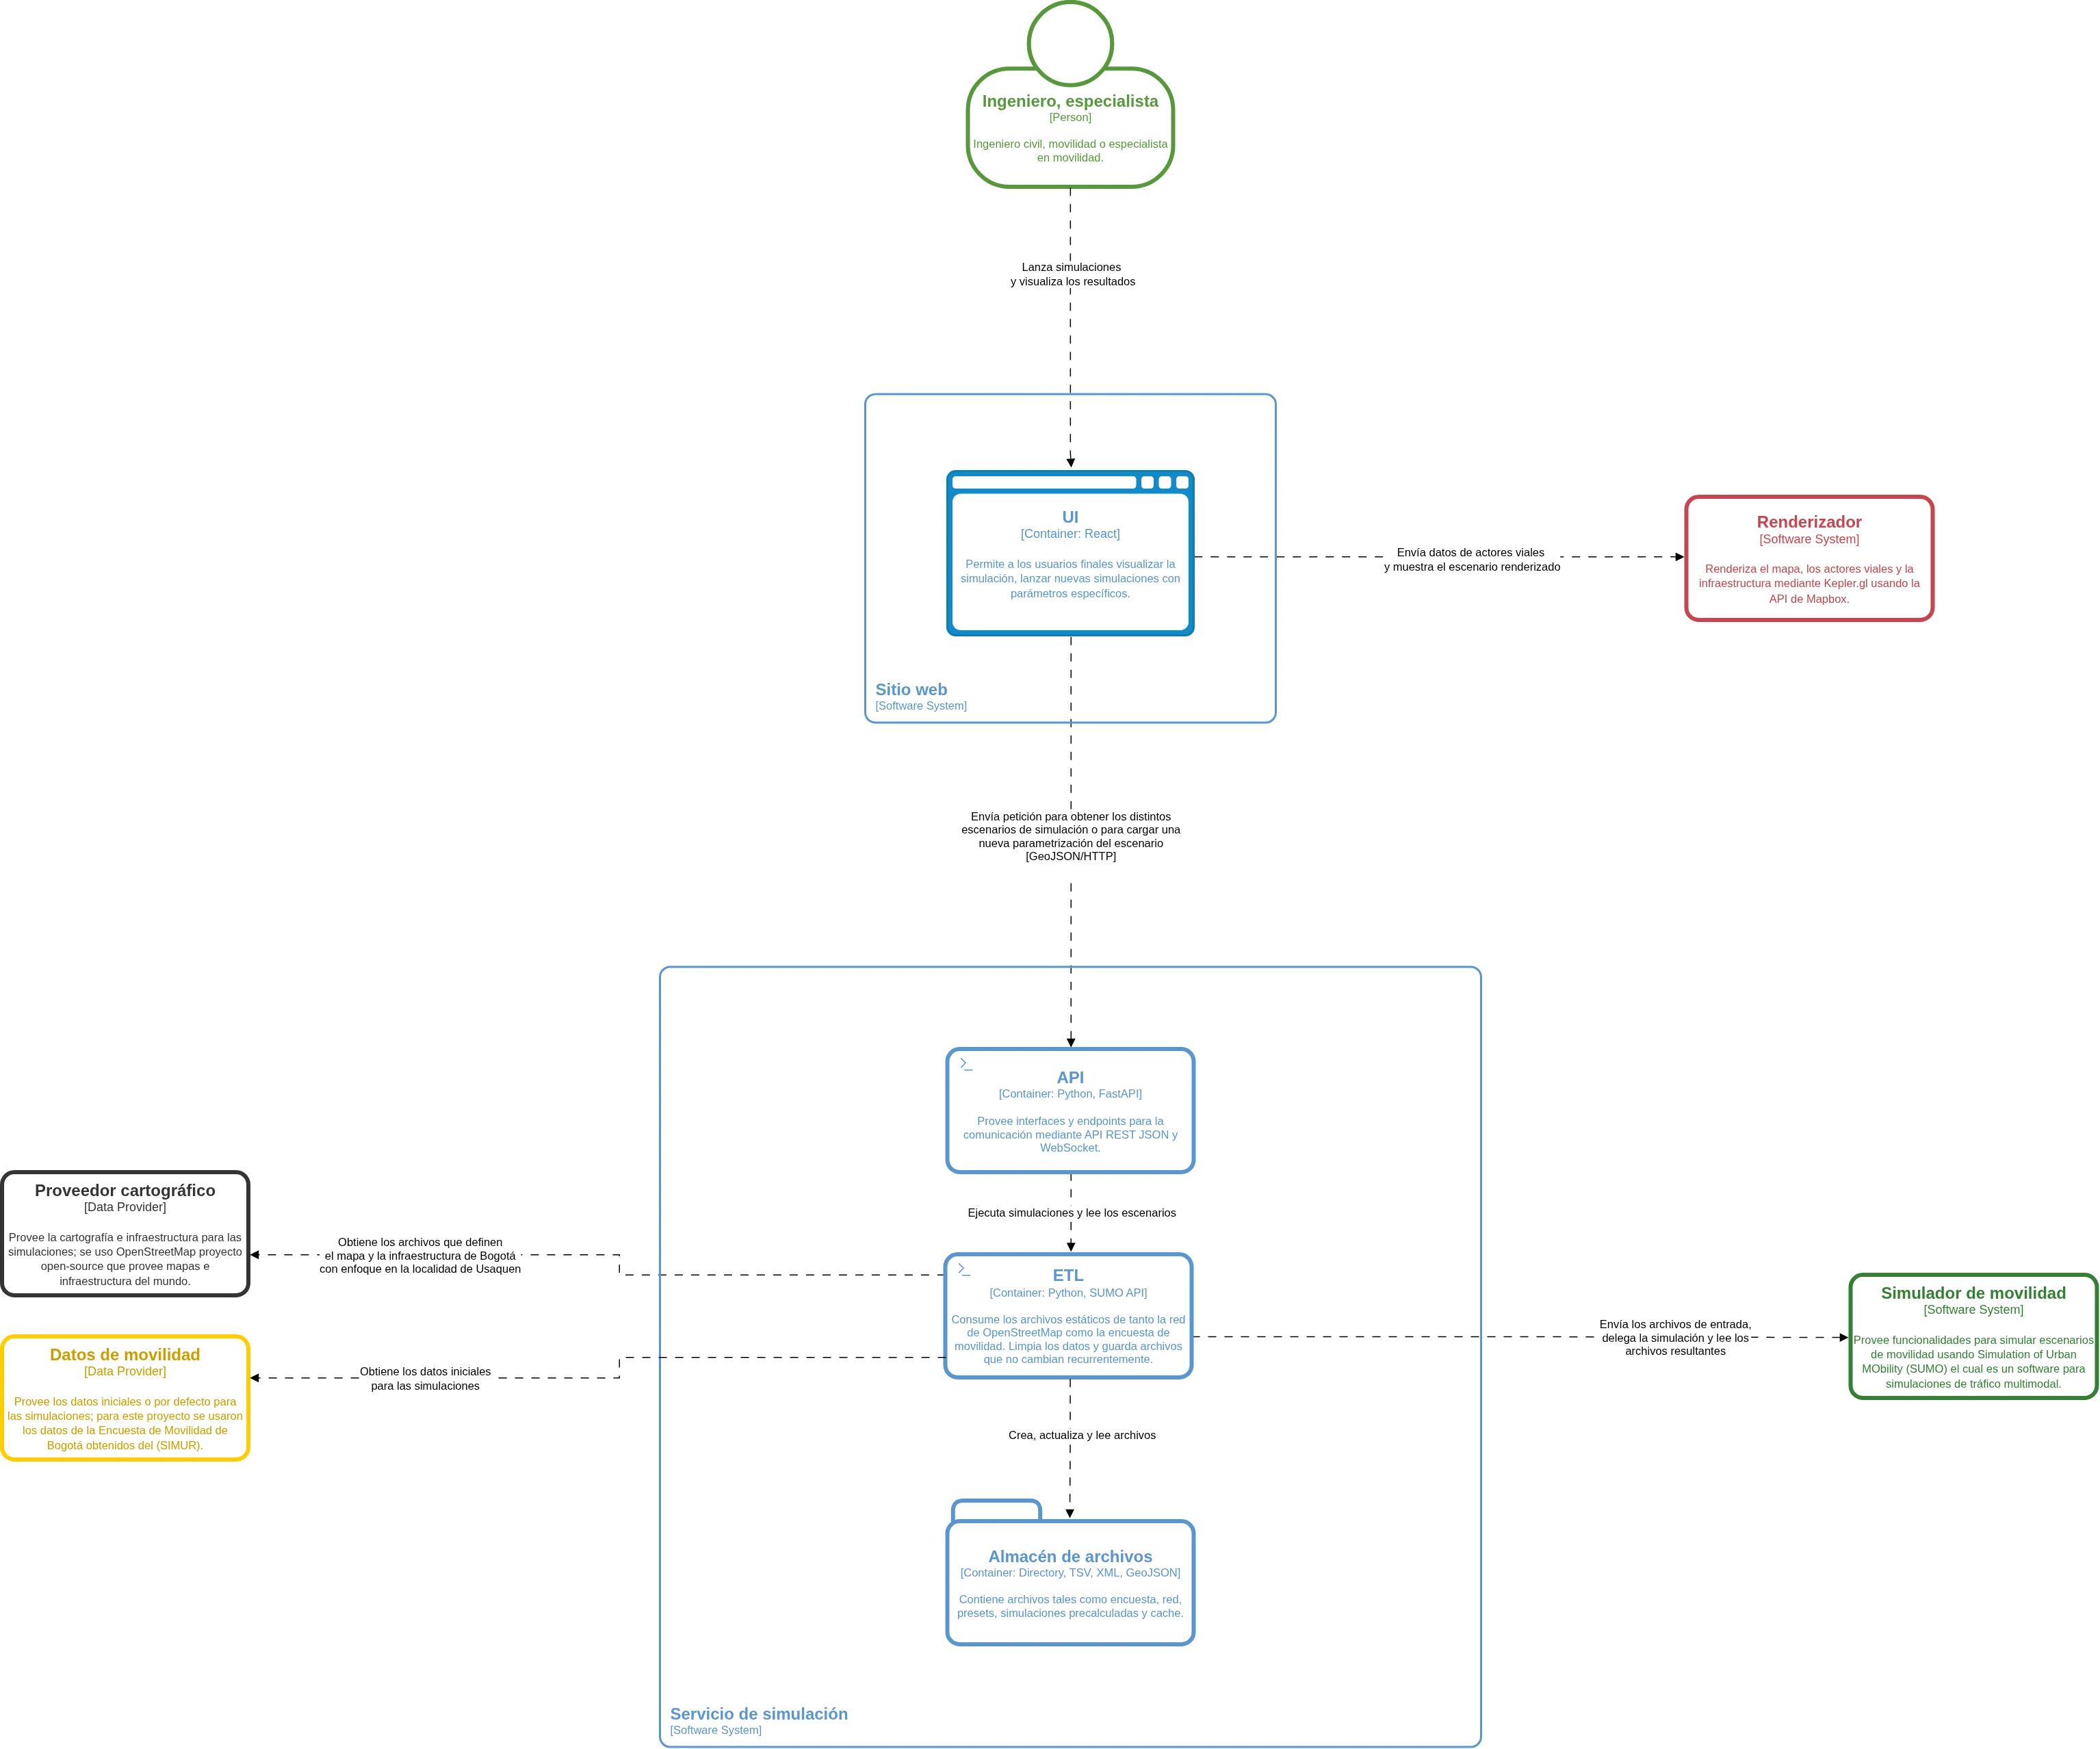 Ingeniero, especialista
[Person]
Ingeniero civil, movilidad o especialista
en movilidad.
Lanza simulaciones
y visualiza los resultados
UI
[Container: React]
Permite a los usuarios finales visualizar la
simulación, lanzar nuevas simulaciones con
parámetros específicos.
Sitio web
[Software System]
Envía datos de actores viales
y muestra el escenario renderizado
Renderizador
[Software System]
Renderiza el mapa, los actores viales y la
infraestructura mediante Kepler.gl usando la
API de Mapbox.
Envía petición para obtener los distintos
escenarios de simulación o para cargar una
nueva parametrización del escenario
[GeoJSON/HTTP]
API
[Container: Python, FastAPI]
Provee interfaces y endpoints para la
comunicación mediante API REST JSON y
WebSocket.
Ejecuta simulaciones y lee los escenarios
Proveedor cartográfico
[Data Provider]
Provee la cartografía e infraestructura para las
simulaciones; se uso OpenStreetMap proyecto
open-source que provee mapas e
infraestructura del mundo.
Obtiene los archivos que definen
el mapa y la infraestructura de Bogotá
con enfoque en la localidad de Usaquen
ETL
[Container: Python, SUMO API]
Consume los archivos estáticos de tanto la red
de OpenStreetMap como la encuesta de
movilidad. Limpia los datos y guarda archivos
que no cambian recurrentemente.
Envía los archivos de entrada,
delega la simulación y lee los
archivos resultantes
Simulador de movilidad
[Software System]
Provee funcionalidades para simular escenarios
de movilidad usando Simulation of Urban
MObility (SUMO) el cual es un software para
simulaciones de tráfico multimodal.
Datos de movilidad
[Data Provider]
Provee los datos iniciales o por defecto para
las simulaciones; para este proyecto se usaron
los datos de la Encuesta de Movilidad de
Bogotá obtenidos del (SIMUR).
Obtiene los datos iniciales
para las simulaciones
Crea, actualiza y lee archivos
Almacén de archivos
[Container: Directory, TSV, XML, GeoJSON]
Contiene archivos tales como encuesta, red,
presets, simulaciones precalculadas y cache.
Servicio de simulación
[Software System]